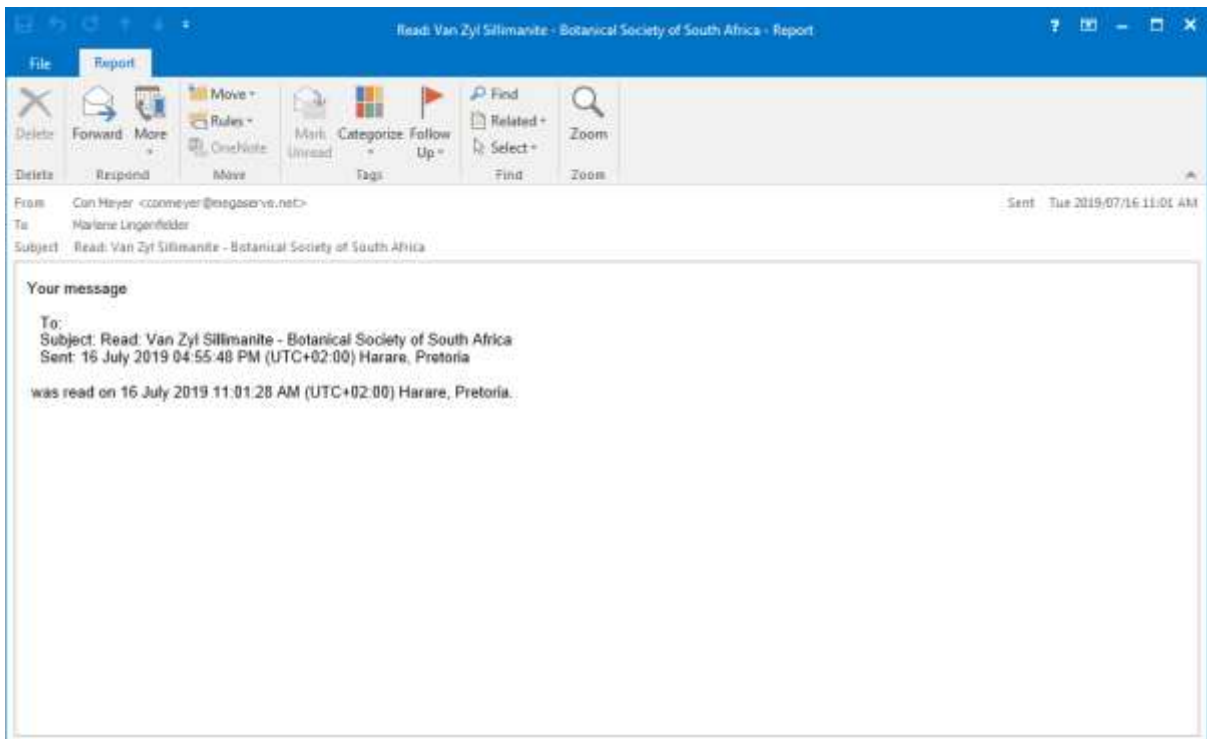 Read: Van Zyl Sillimanite - Botanical Society of South Africa - Report
File Report
Delete
Forward
More
Move
Rules
OneNote
Mark Unread
Categorize
Follow Up
Find
Related
Select
Zoom
Delete Respond Move Tags Find Zoom
From Con Meyer <conmeyer@megaserve.net> Sent Tue 2019/07/16 11:01 AM
To Marlene Lingenfelder
Subject Read: Van Zyl Sillimanite - Botanical Society of South Africa
Your message
To:
Subject: Read: Van Zyl Sillimanite - Botanical Society of South Africa
Sent: 16 July 2019 04:55:48 PM (UTC+02:00) Harare, Pretoria
was read on 16 July 2019 11:01:28 AM (UTC+02:00) Harare, Pretoria.